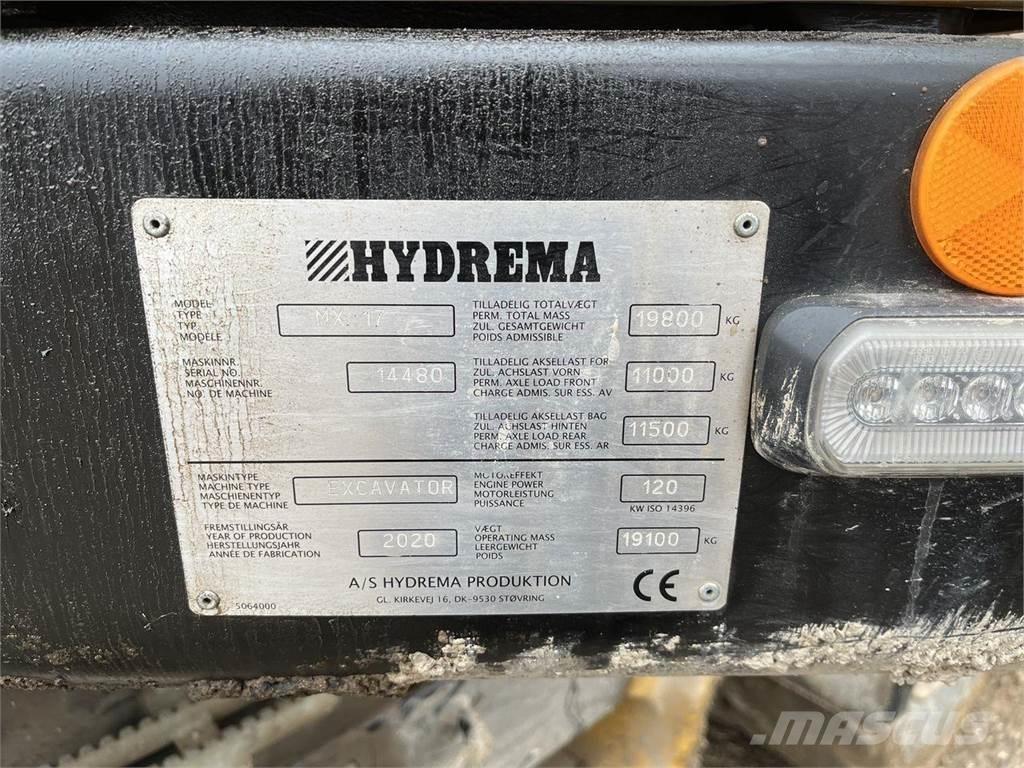 HYDREMA
MODEL
TYPE
TYP
MODELE
MX 17
TILLADELIG TOTALVÆGT
PERM. TOTAL MASS
ZUL. GESAMTGEWICHT
POIDS ADMISSIBLE
19800 KG
MASKINNR.
SERIAL NO.
MASCHINENNR.
NO. DE MACHINE
14480
TILLADELIG AKSELLAST FOR
ZUL. ACHSLAST VORN
PERM. AXLE LOAD FRONT
CHARGE ADMIS. SUR ESS. AV
11000 KG
TILLADELIG AKSELLAST BAG
ZUL. ACHSLAST HINTEN
PERM. AXLE LOAD REAR
CHARGE ADMIS. SUR ESS. AR
11500 KG
MASKINTYPE
MACHINE TYPE
MASCHIENENTYP
TYPE DE MACHINE
EXCAVATOR
MOTOREFFEKT
ENGINE POWER
MOTORLEISTUNG
PUISSANCE
120
KW ISO 14396
FREMSTILLINGSÅR
YEAR OF PRODUCTION
HERSTELLUNGSJAHR
ANNÉE DE FABRICATION
2020
VÆGT
OPERATING MASS
LEERGEWICHT
POIDS
19100 KG
A/S HYDREMA PRODUKTION
GL. KIRKEVEJ 16, DK-9530 STØVRING
CE
5064000
MASCUS